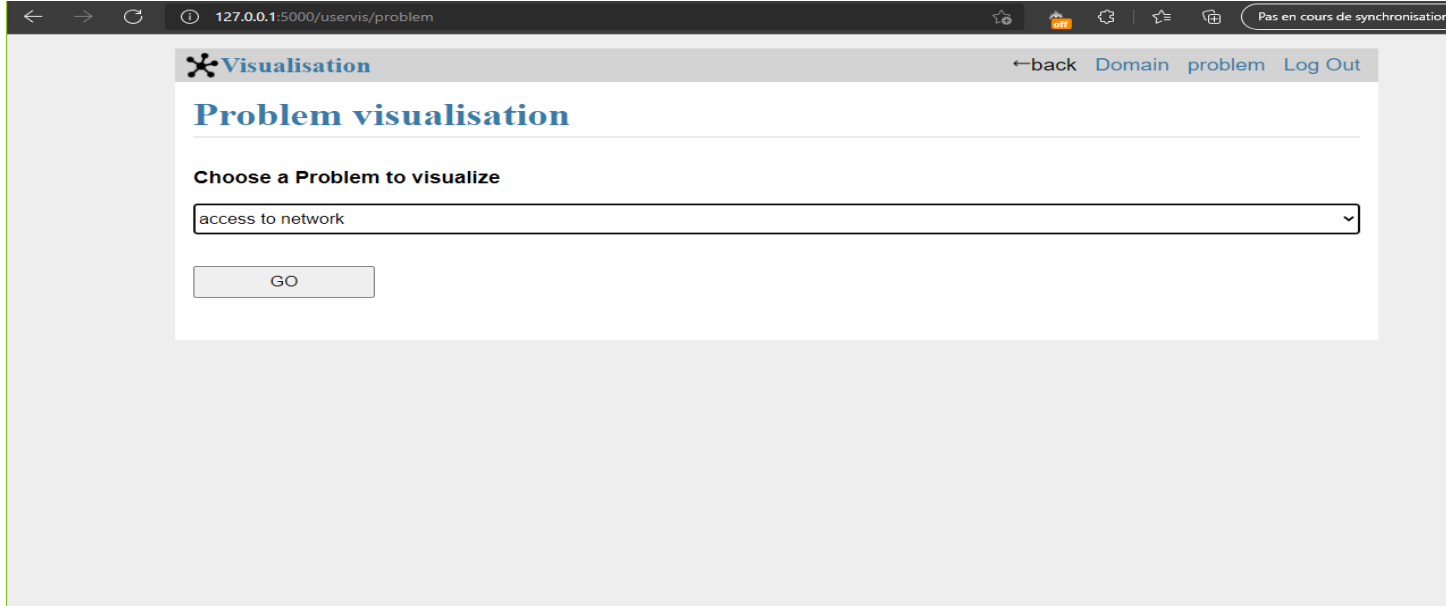 127.0.0.1:5000/uservis/problem off Pas en cours de synchronisation
Visualisation ←back Domain problem Log Out
Problem visualisation
Choose a Problem to visualize
access to network
GO